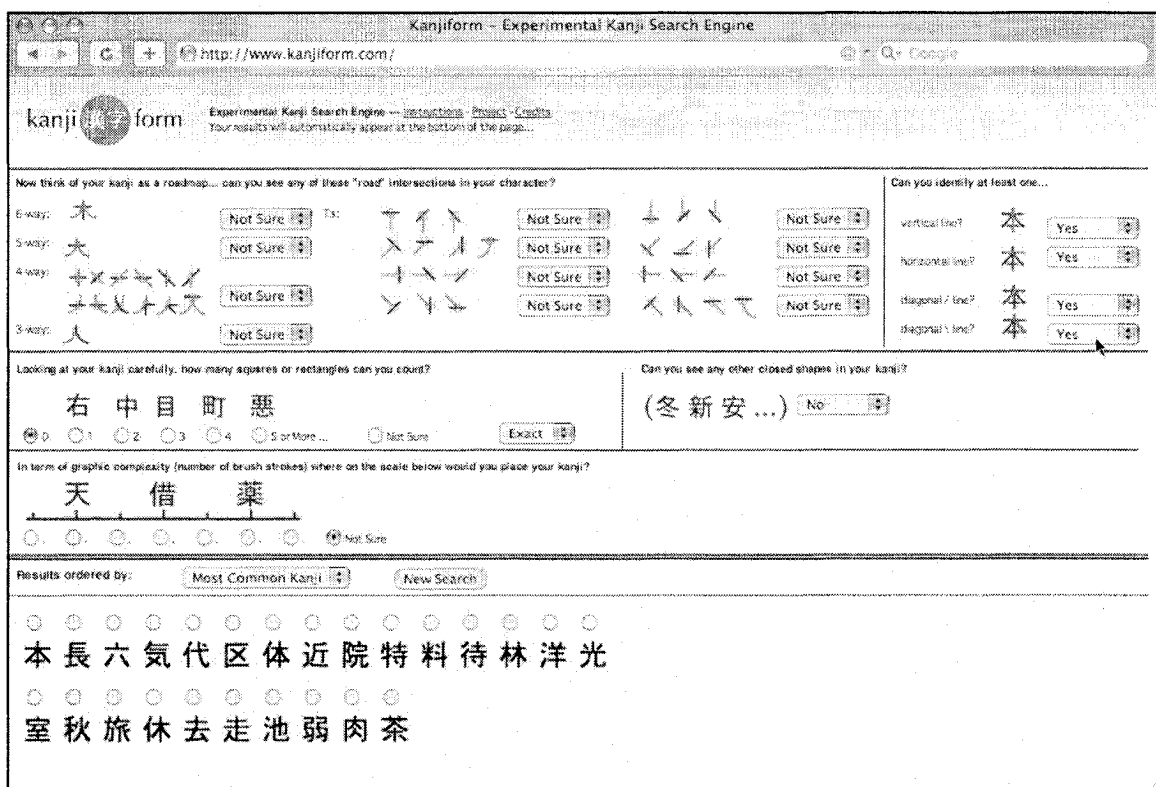 Kanjiform – Experimental Kanji Search Engine
http://www.kanjiform.com/
Google
kanji 漢字 form
Experimental Kanji Search Engine — Instructions - Project - Credits
Your results will automatically appear at the bottom of the page...
Now think of your kanji as a roadmap... can you see any of these "road" intersections in your character?
6-way: 木 Not Sure
T's: Not Sure Not Sure
5-way: Not Sure Not Sure Not Sure
4-way: Not Sure Not Sure Not Sure
Not Sure Not Sure
3-way: Not Sure
Can you identify at least one...
vertical line? 本 Yes
horizontal line? 本 Yes
diagonal / line? 本 Yes
diagonal \ line? 本 Yes
Looking at your kanji carefully, how many squares or rectangles can you count?
右 中 目 町 悪
0 1 2 3 4 5 or More ... Not Sure Exact
Can you see any other closed shapes in your kanji?
(冬 新 安 ...) No
In term of graphic complexity (number of brush strokes) where on the scale below would you place your kanji?
天 借 薬
Not Sure
Results ordered by: Most Common Kanji New Search
本 長 六 気 代 区 体 近 院 特 料 待 林 洋 光
室 秋 旅 休 去 走 池 弱 肉 茶